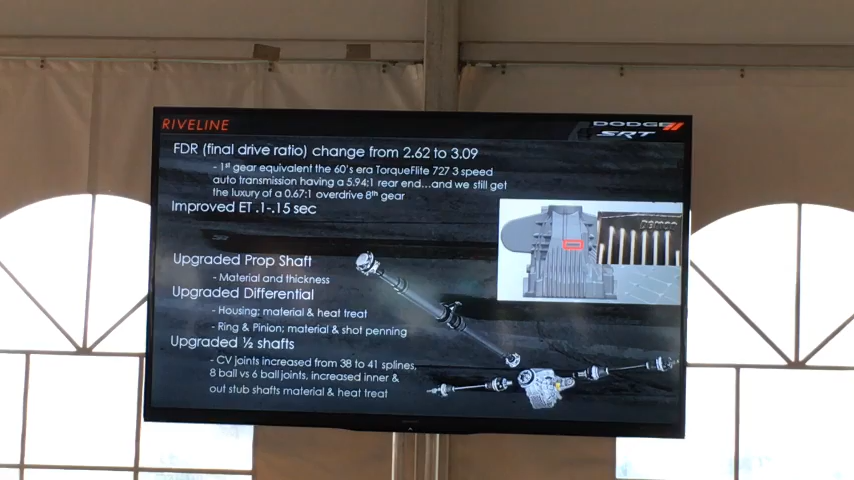 RIVELINE
DODGE
SRT
FDR (final drive ratio) change from 2.62 to 3.09
- 1st gear equivalent the 60's era TorqueFlite 727 3 speed
auto transmission having a 5.94:1 rear end...and we still get
the luxury of a 0.67:1 overdrive 8th gear
Improved ET .1-.15 sec
Upgraded Prop Shaft
- Material and thickness
Upgraded Differential
- Housing: material & heat treat
- Ring & Pinion; material & shot penning
Upgraded ½ shafts
- CV joints increased from 38 to 41 splines,
8 ball vs 6 ball joints, increased inner &
out stub shafts material & heat treat